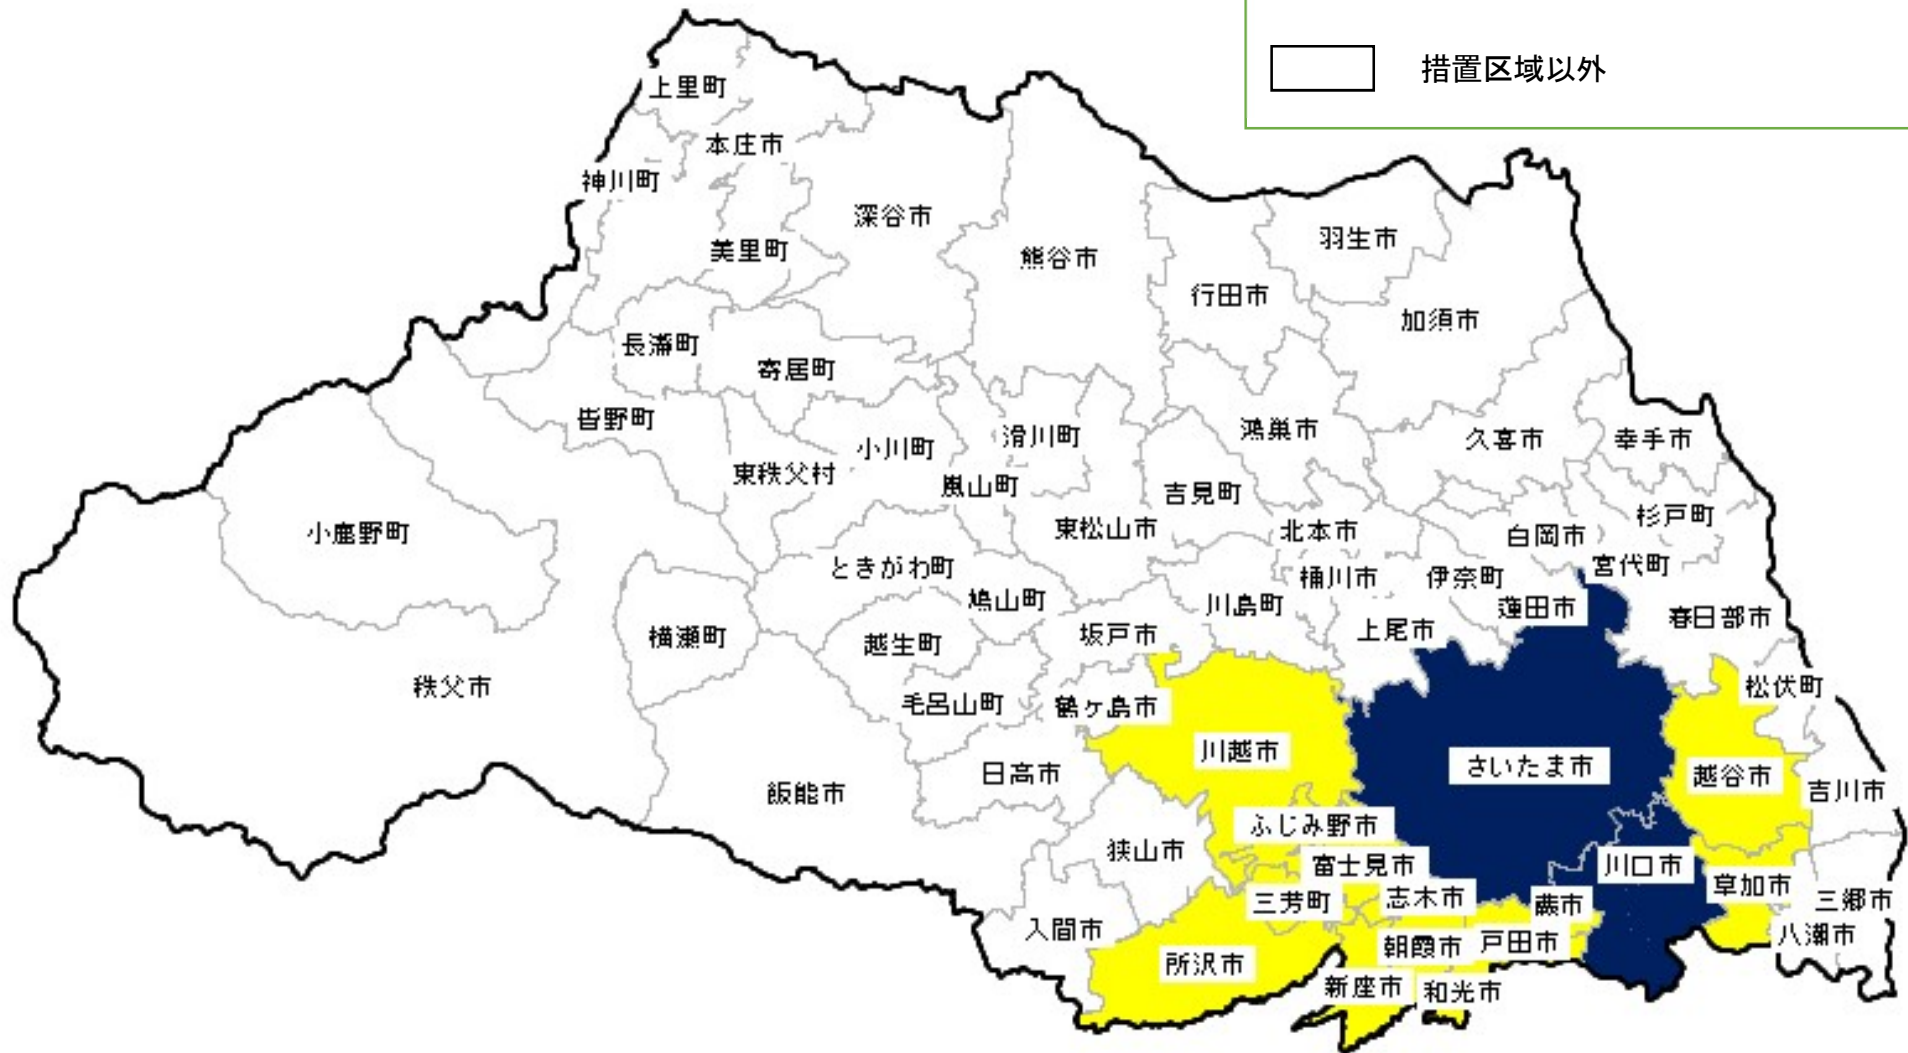 措置区域以外
上里町
本庄市
神川町
深谷市
美里町
熊谷市
羽生市
行田市
加須市
長瀞町
寄居町
皆野町
小川町
滑川町
鴻巣市
久喜市
幸手市
東秩父村
嵐山町
吉見町
小鹿野町
東松山市
北本市
白岡市
杉戸町
ときがわ町
桶川市
伊奈町
宮代町
鳩山町
川島町
蓮田市
春日部市
横瀬町
越生町
坂戸市
上尾市
秩父市
毛呂山町
鶴ヶ島市
松伏町
川越市
さいたま市
越谷市
日高市
飯能市
吉川市
ふじみ野市
狭山市
富士見市
川口市
草加市
三芳町
志木市
蕨市
三郷市
入間市
朝霞市
戸田市
八潮市
所沢市
新座市
和光市